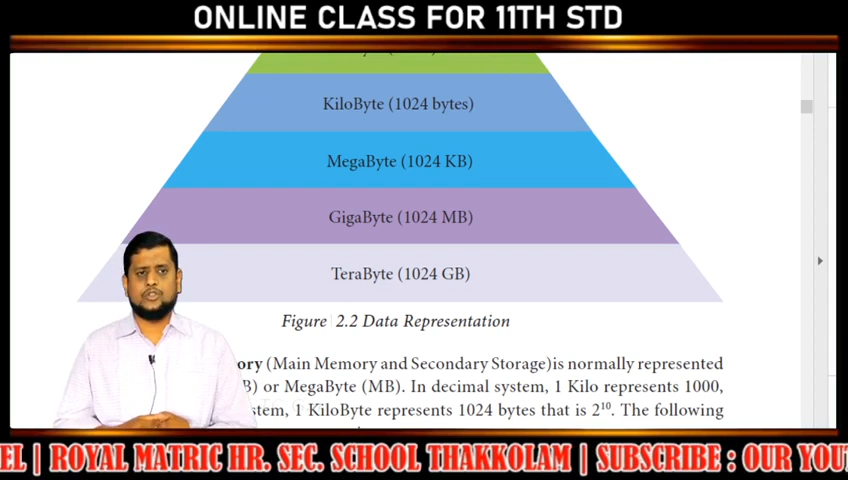 ONLINE CLASS FOR 11TH STD
KiloByte (1024 bytes)
MegaByte (1024 KB)
GigaByte (1024 MB)
TeraByte (1024 GB)
Figure 2.2 Data Representation
ory (Main Memory and Secondary Storage)is normally represented
B) or MegaByte (MB). In decimal system, 1 Kilo represents 1000,
stem, 1 KiloByte represents 1024 bytes that is 2¹⁰. The following
EL | ROYAL MATRIC HR. SEC. SCHOOL THAKKOLAM | SUBSCRIBE : OUR YOU